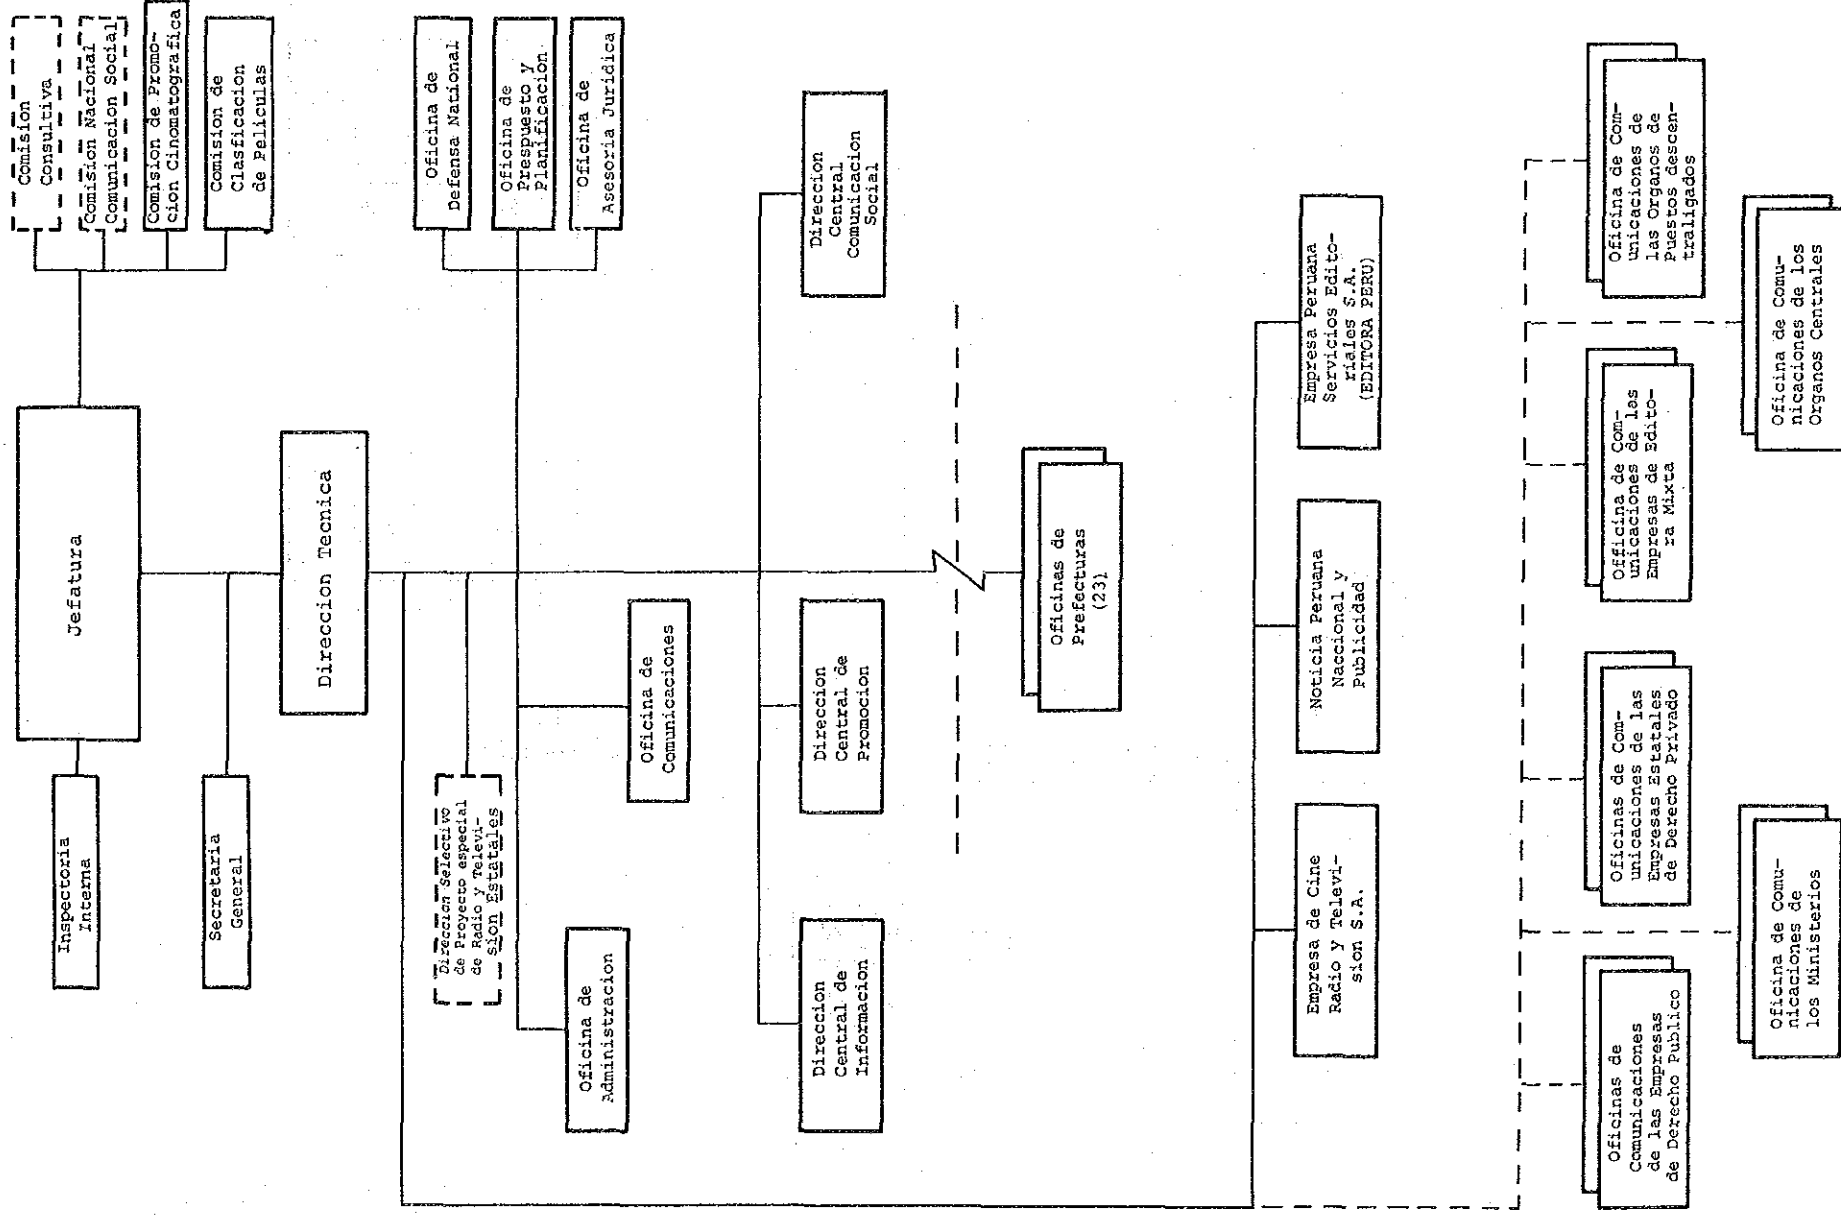 Jefatura
Comision
Consultiva
Comision Nacional
Comunicacion Social
Comision de Promo-
cion Cinomatografica
Comision de
Clasficacion
de Peliculas
Inspectoria
Interna
Secretaria
General
Direccion Tecnica
Oficina de
Defensa National
Oficina de
Prespuesto y
Planificacion
Oficina de
Asesoria Juridica
Direccion Selectivo
de Proyecto especial
de Radio y Televi-
sion Estatales
Oficina de
Administracion
Oficina de
Comunicaciones
Direccion
Central de
Informacion
Direccion
Central de
Promocion
Direccion
Central
Comunicacion
Social
Oficinas de
Prefecturas
(23)
Empresa de Cine
Radio y Televi-
sion S.A.
Noticia Peruana
Naccional y
Publicidad
Empresa Peruana
Servicios Edito-
riales S.A.
(EDITORA PERU)
Oficinas de
Comunicaciones
de las Empresas
de Derecho Publico
Oficina de Comu-
nicaciones de
los Ministerios
Oficinas de Com-
unicaciones de las
Empresas Estatales
de Derecho Privado
Officina de Com-
unicaciones de las
Empresas de Edito-
ra Mixta
Oficina de Comu-
nicaciones de los
Organos Centrales
Oficina de Com-
unicaciones de
las Organos de
Puestos descen-
traligados